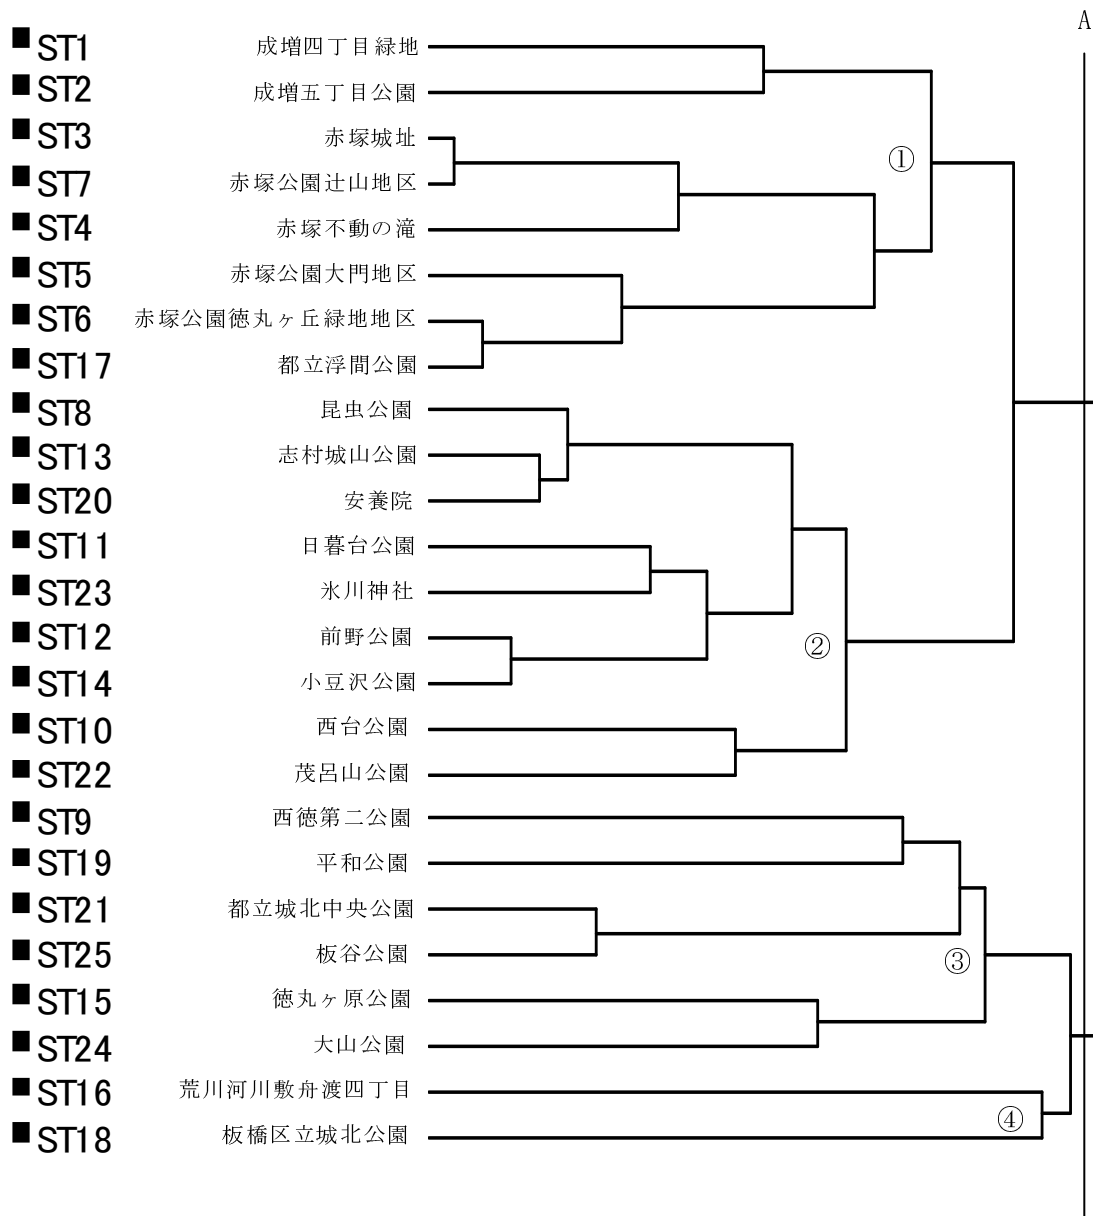 A
ST1 成増四丁目緑地
ST2 成増五丁目公園
ST3 赤塚城址
①
ST7 赤塚公園辻山地区
ST4 赤塚不動の滝
ST5 赤塚公園大門地区
ST6 赤塚公園徳丸ヶ丘緑地地区
ST17 都立浮間公園
ST8 昆虫公園
ST13 志村城山公園
ST20 安養院
ST11 日暮台公園
ST23 氷川神社
ST12 前野公園
②
ST14 小豆沢公園
ST10 西台公園
ST22 茂呂山公園
ST9 西徳第二公園
ST19 平和公園
ST21 都立城北中央公園
ST25 板谷公園
③
ST15 徳丸ヶ原公園
ST24 大山公園
ST16 荒川河川敷舟渡四丁目
④
ST18 板橋区立城北公園